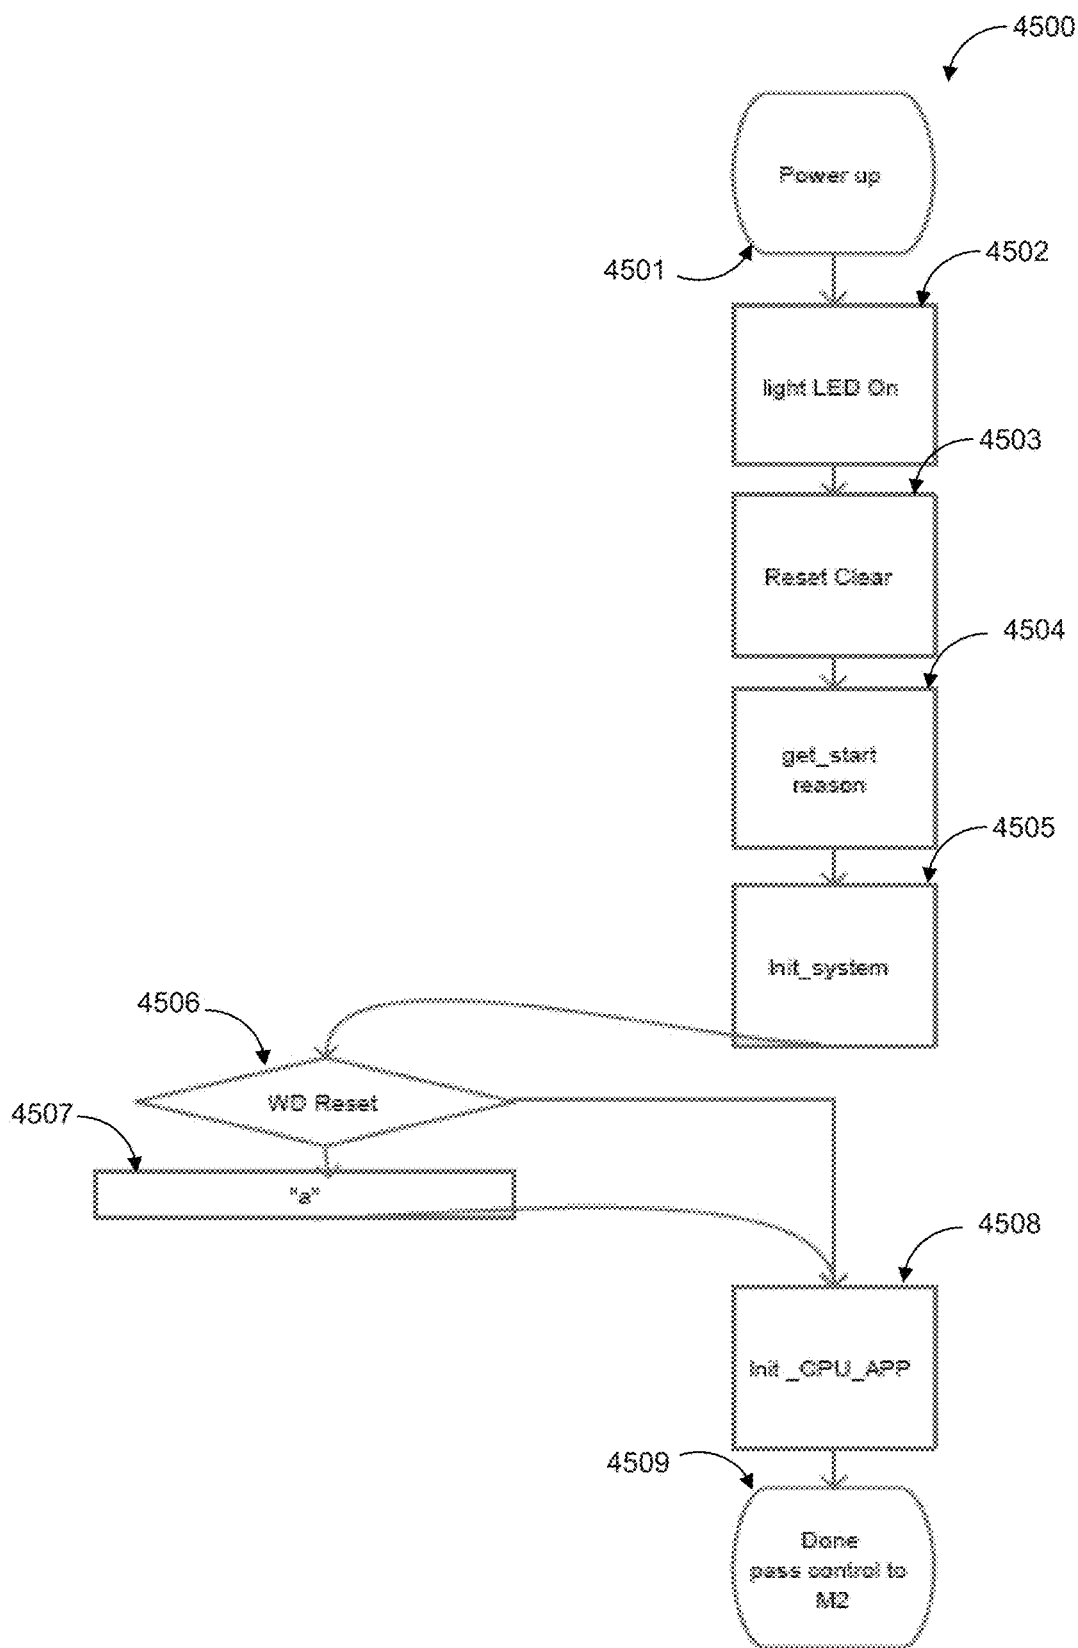 4500
Power up
4501
4502
light LED On
4503
Reset Clear
4504
get_start
reason
4505
Init_system
4506
WD Reset
4507
"a"
4508
Init _CPU_APP
4509
Done
pass control to
M2